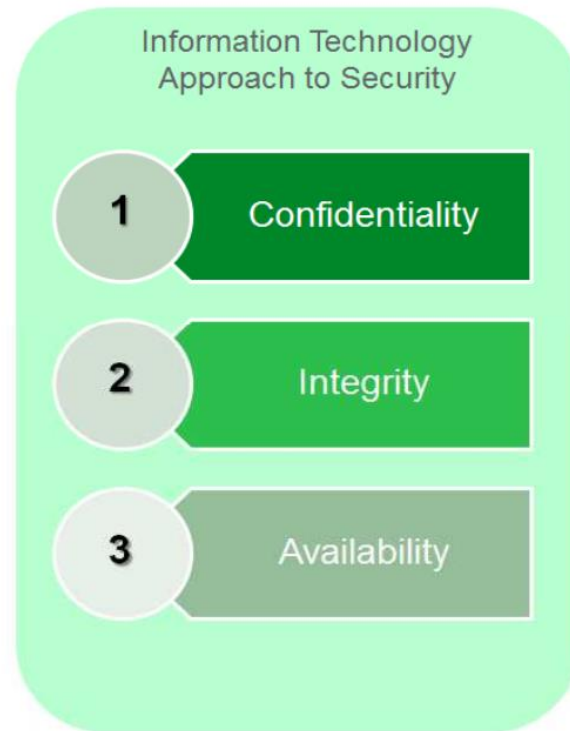 Information Technology
Approach to Security
1
Confidentiality
2
Integrity
3
Availability